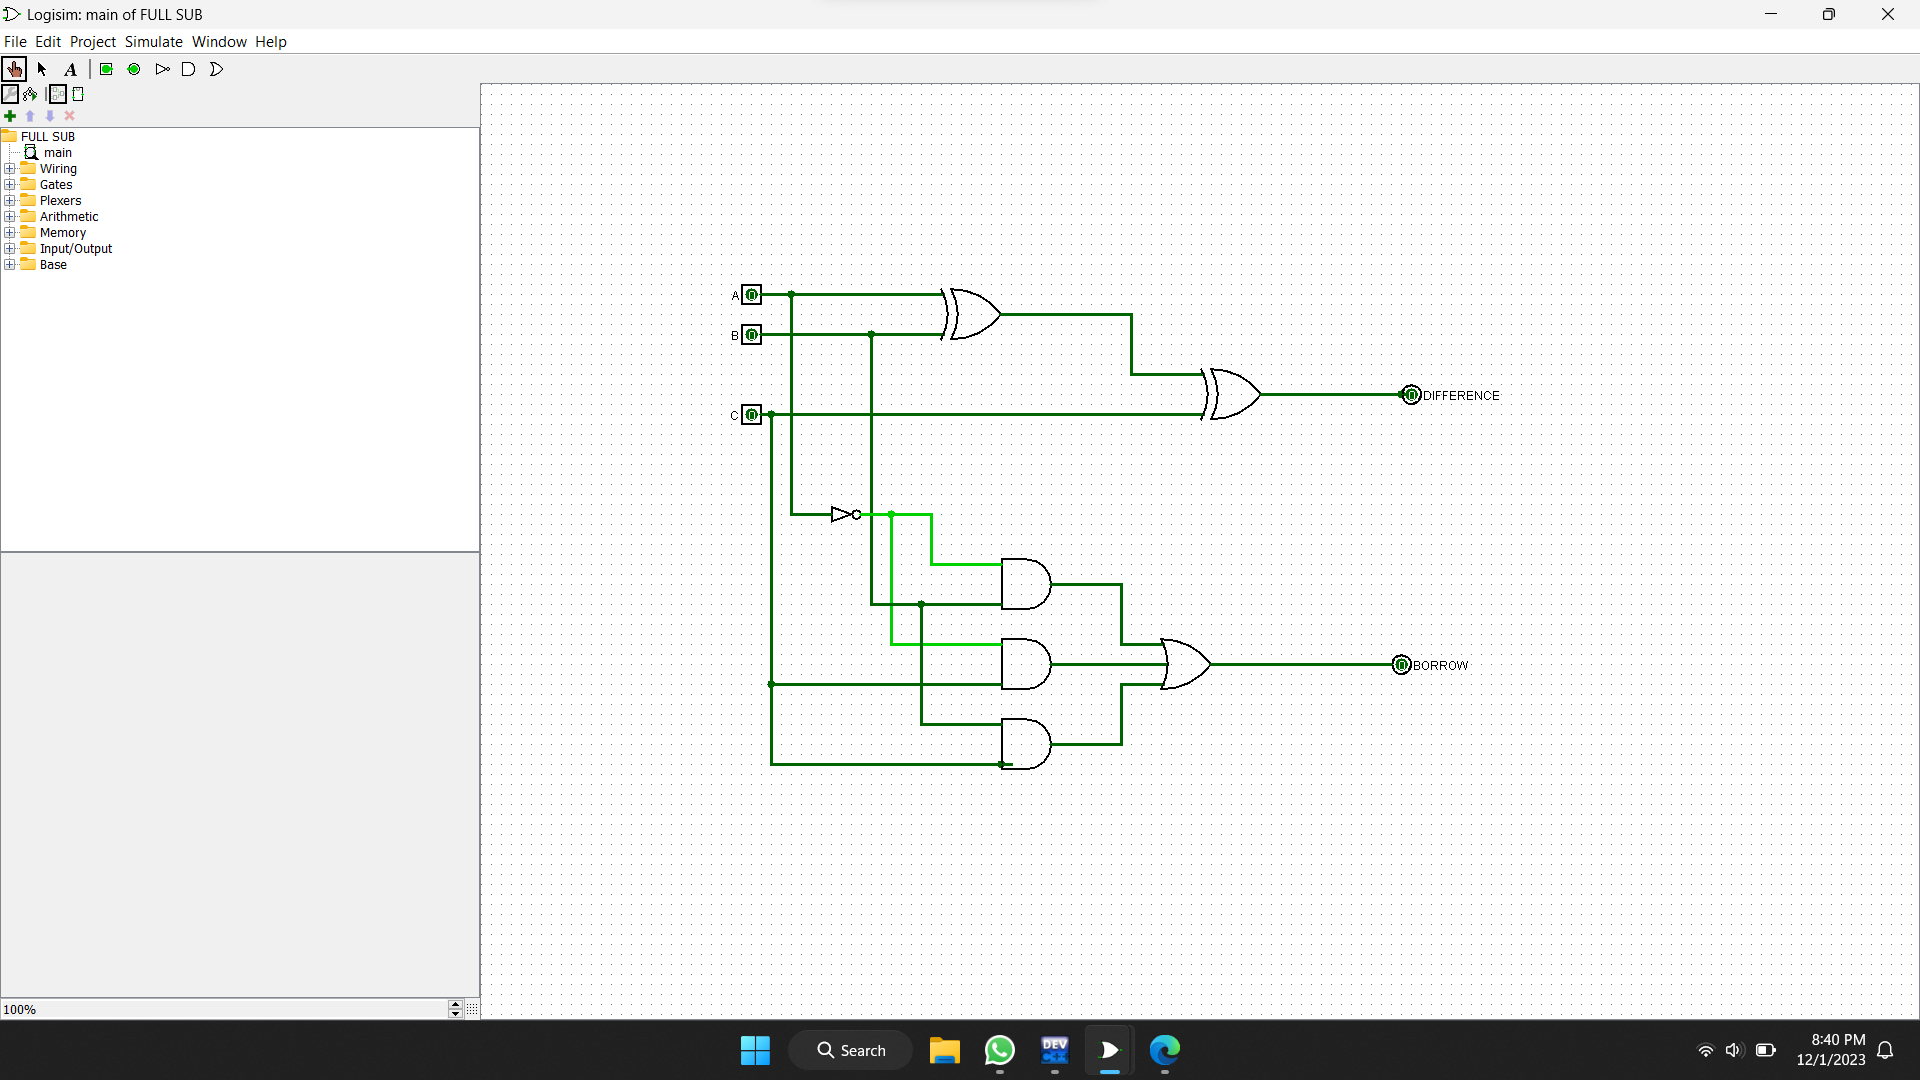 Logisim: main of FULL SUB
File Edit Project Simulate Window Help
A
FULL SUB
main
Wiring
Gates
Plexers
Arithmetic
Memory
Input/Output
Base
A 0
B 0
C 0
0 DIFFERENCE
0 BORROW
100%
Search
DEV
C++
8:40 PM
12/1/2023